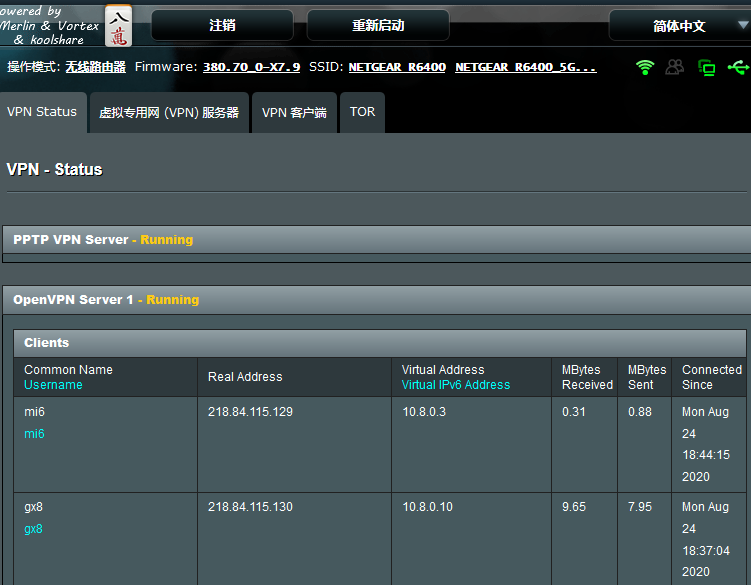 owered by
Merlin & Vortex
& koolshare
八萬
注销
重新启动
简体中文
操作模式: 无线路由器 Firmware: 380.70_0-X7.9 SSID: NETGEAR_R6400 NETGEAR_R6400_5G...
VPN Status
虚拟专用网 (VPN) 服务器
VPN 客户端
TOR
VPN - Status
PPTP VPN Server - Running
OpenVPN Server 1 - Running
Clients
Common Name
Username
Real Address
Virtual Address
Virtual IPv6 Address
MBytes
Received
MBytes
Sent
Connected
Since
mi6
mi6
218.84.115.129
10.8.0.3
0.31
0.88
Mon Aug
24
18:44:15
2020
gx8
gx8
218.84.115.130
10.8.0.10
9.65
7.95
Mon Aug
24
18:37:04
2020